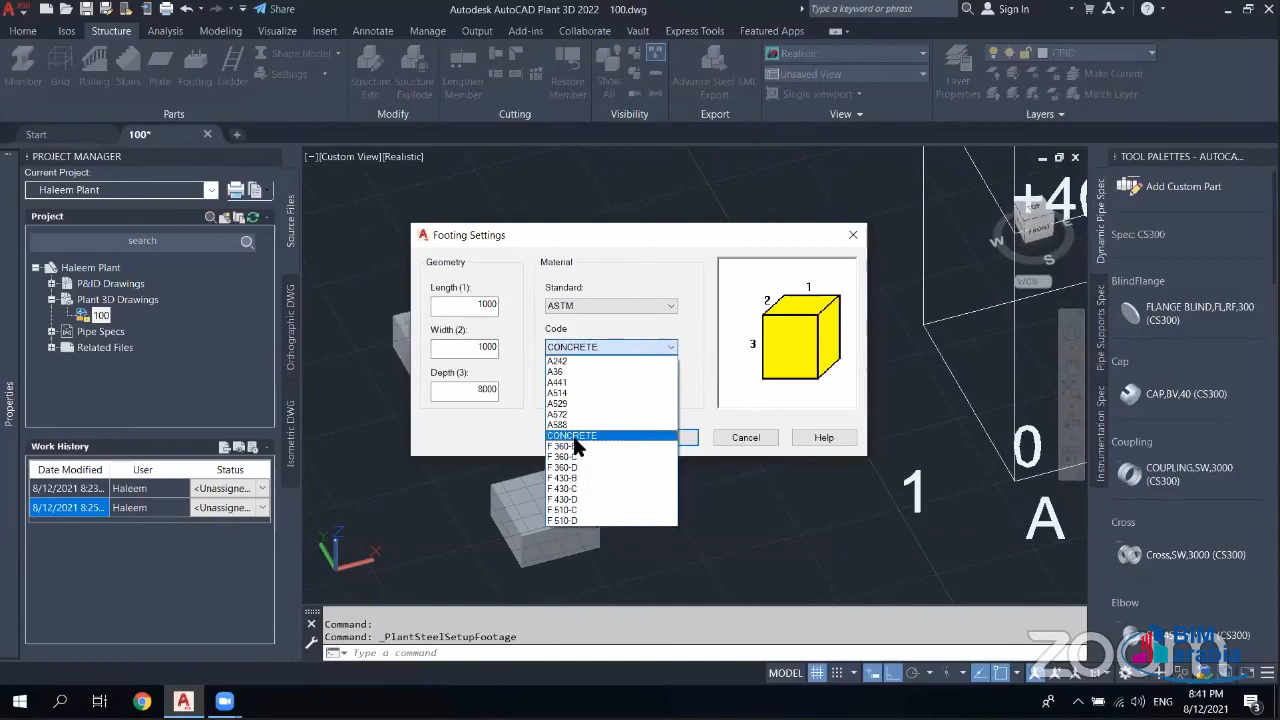 Share
Autodesk AutoCAD Plant 3D 2022 100.dwg
Type a keyword or phrase
Sign In
Home Isos Structure Analysis Modeling Visualize Insert Annotate Manage Output Add-ins Collaborate Vault Express Tools Featured Apps
Member Grid Railing Stairs Plate Footing Ladder
Shape Model
Settings
Structure Edit
Structure Explode
Lengthen Member
Restore Member
Show All
Advanced Steel XML Export
Realistic
Unsaved View
Single viewport
Layer Properties
GRID
Make Current
Match Layer
Parts Modify Cutting Visibility Export View Layers
Start 100*
PROJECT MANAGER
Current Project:
Haleem Plant
Project
search
Haleem Plant
P&ID Drawings
Plant 3D Drawings
100
Pipe Specs
Related Files
Source Files
Orthographic DWG
Isometric DWG
Properties
Work History
Date Modified User Status
8/12/2021 8:23... Haleem <Unassigne...
8/12/2021 8:25... Haleem <Unassigne...
[−][Custom View][Realistic]
Footing Settings
Geometry
Length (1):
1000
Width (2):
1000
Depth (3):
8000
Material
Standard:
ASTM
Code
CONCRETE
A242
A36
A441
A514
A529
A572
A588
CONCRETE
F 360-
F 360-
F 360-D
F 430-B
F 430-C
F 430-D
F 510-C
F 510-D
1
2
3
Cancel Help
TOP
FRONT
W
S
E
WCS
0
1
A
X
Y
Z
Command:
Command: _PlantSteelSetupFootage
Type a command
MODEL
TOOL PALETTES - AUTOCA...
Add Custom Part
Spec: CS300
BlindFlange
FLANGE BLIND,FL,RF,300 (CS300)
Cap
CAP,BV,40 (CS300)
Coupling
COUPLING,SW,3000 (CS300)
Cross
Cross,SW,3000 (CS300)
Elbow
Dynamic Pipe Spec
Pipe Supports Spec
Instrumentation Spec
zoom
BIM arabia
ENG
8:41 PM
8/12/2021
3